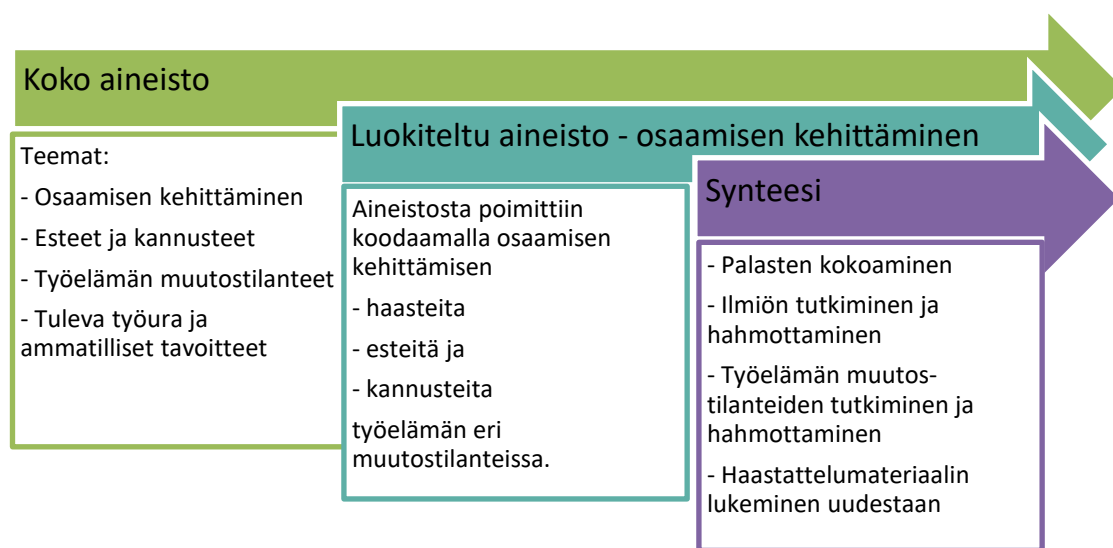 Koko aineisto
Teemat:
- Osaamisen kehittäminen
- Esteet ja kannusteet
- Työelämän muutostilanteet
- Tuleva työura ja
ammatilliset tavoitteet
Luokiteltu aineisto - osaamisen kehittäminen
Aineistosta poimittiin
koodaamalla osaamisen
kehittämisen
- haasteita
- esteitä ja
- kannusteita
työelämän eri
muutostilanteissa.
Synteesi
- Palasten kokoaminen
- Ilmiön tutkiminen ja
hahmottaminen
- Työelämän muutos-
tilanteiden tutkiminen ja
hahmottaminen
- Haastattelumateriaalin
lukeminen uudestaan